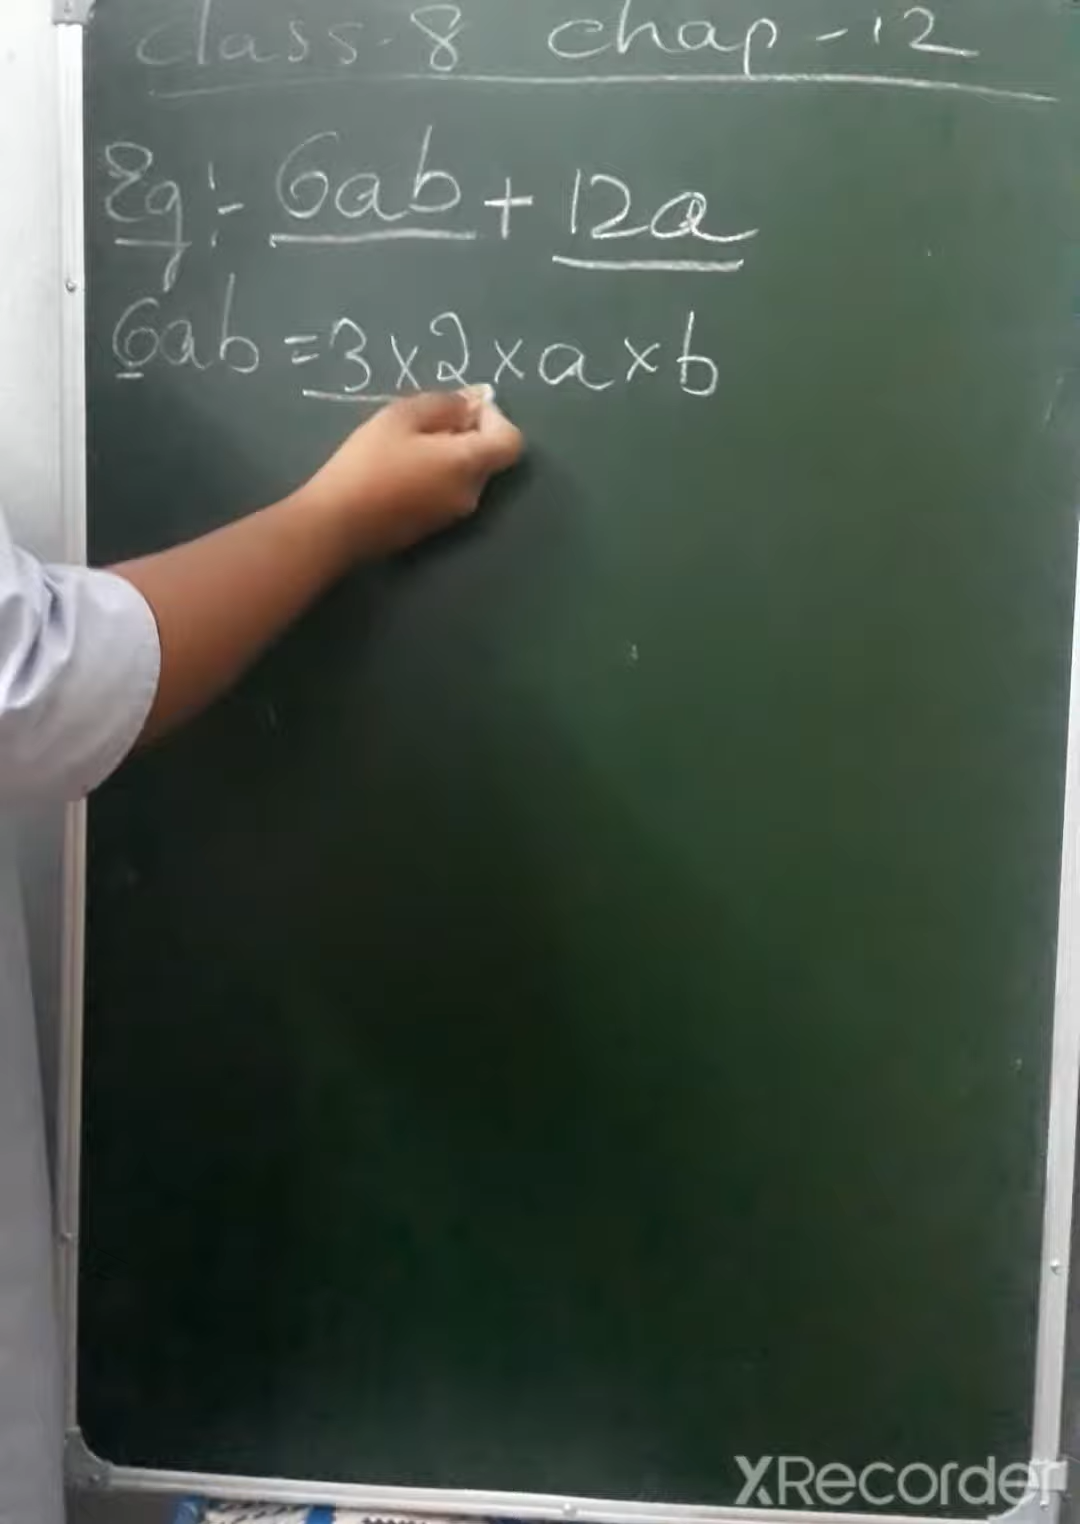 class-8 chap-12
Eg:- 6ab + 12a
6ab = 3 × 2 × a × b
XRecorder